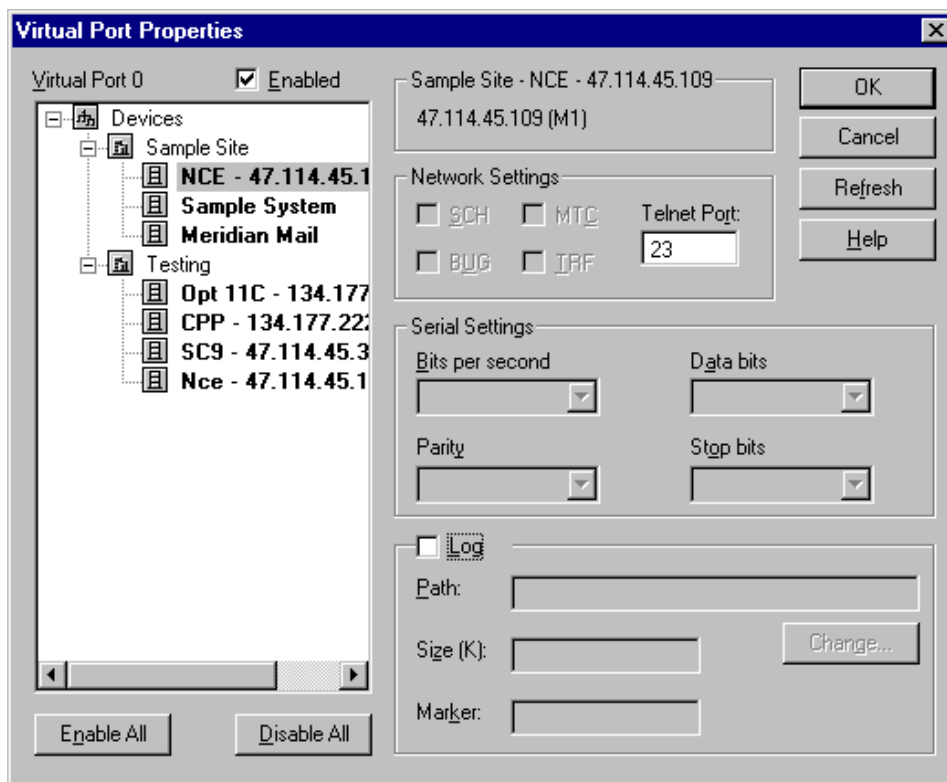 Virtual Port Properties
Virtual Port 0
Enabled
Devices
Sample Site
NCE - 47.114.45.1
Sample System
Meridian Mail
Testing
Opt 11C - 134.177
CPP - 134.177.222
SC9 - 47.114.45.3
Nce - 47.114.45.1
Enable All
Disable All
Sample Site - NCE - 47.114.45.109
47.114.45.109 (M1)
Network Settings
SCH
MTC
BUG
TRF
Telnet Port:
23
Serial Settings
Bits per second
Data bits
Parity
Stop bits
Log
Path:
Size (K):
Change...
Marker:
OK
Cancel
Refresh
Help